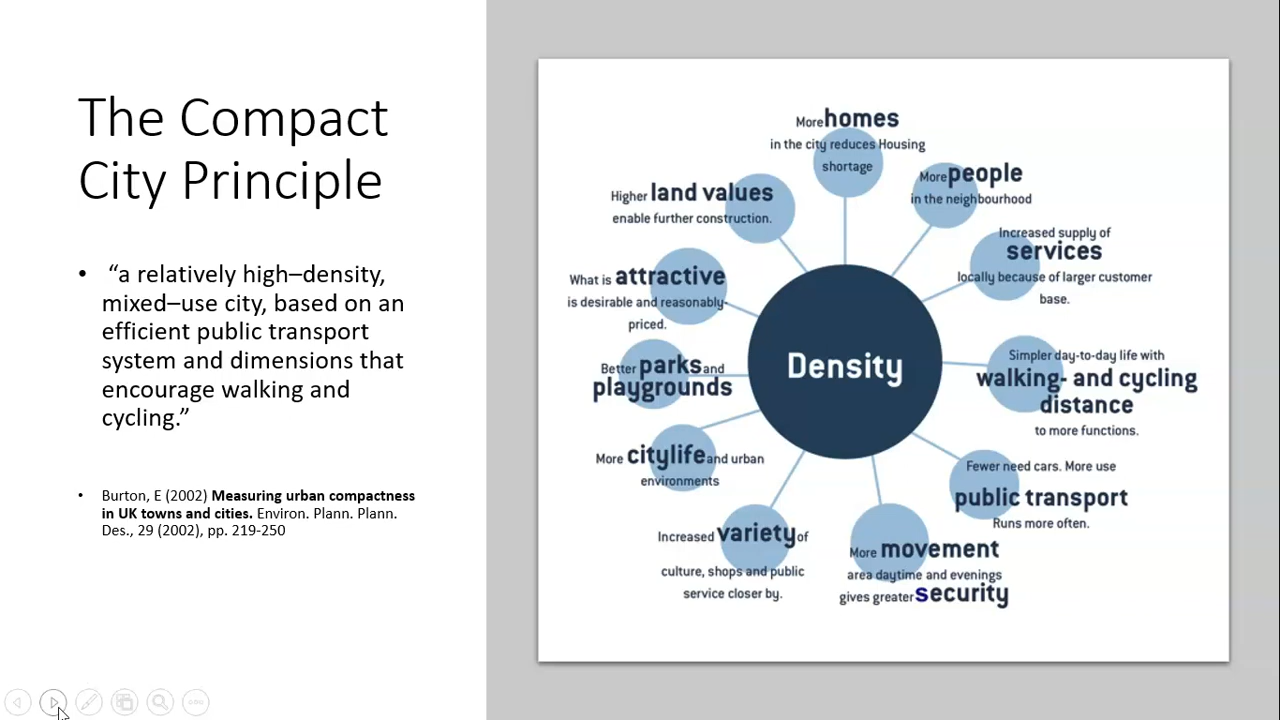 The Compact
City Principle
• “a relatively high–density,
mixed–use city, based on an
efficient public transport
system and dimensions that
encourage walking and
cycling.”
• Burton, E (2002) Measuring urban compactness
in UK towns and cities. Environ. Plann. Plann.
Des., 29 (2002), pp. 219-250
More homes
in the city reduces Housing
shortage
More people
in the neighbourhood
Increased supply of
services
locally because of larger customer
base.
Simpler day-to-day life with
walking- and cycling
distance
to more functions.
Fewer need cars. More use
public transport
Runs more often.
More movement
area daytime and evenings
gives greater security
Increased variety of
culture, shops and public
service closer by.
More citylife and urban
environments
Better parks and
playgrounds
What is attractive
is desirable and reasonably-
priced.
Higher land values
enable further construction.
Density